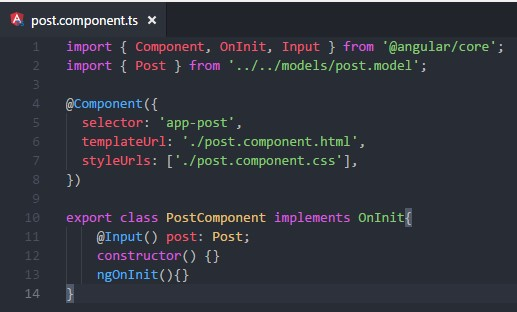 post.component.ts ×
1 import { Component, OnInit, Input } from '@angular/core';
2 import { Post } from '../../models/post.model';
3
4 @Component({
5   selector: 'app-post',
6   templateUrl: './post.component.html',
7   styleUrls: ['./post.component.css'],
8 })
9
10 export class PostComponent implements OnInit{
11     @Input() post: Post;
12     constructor() {}
13     ngOnInit(){}
14 }